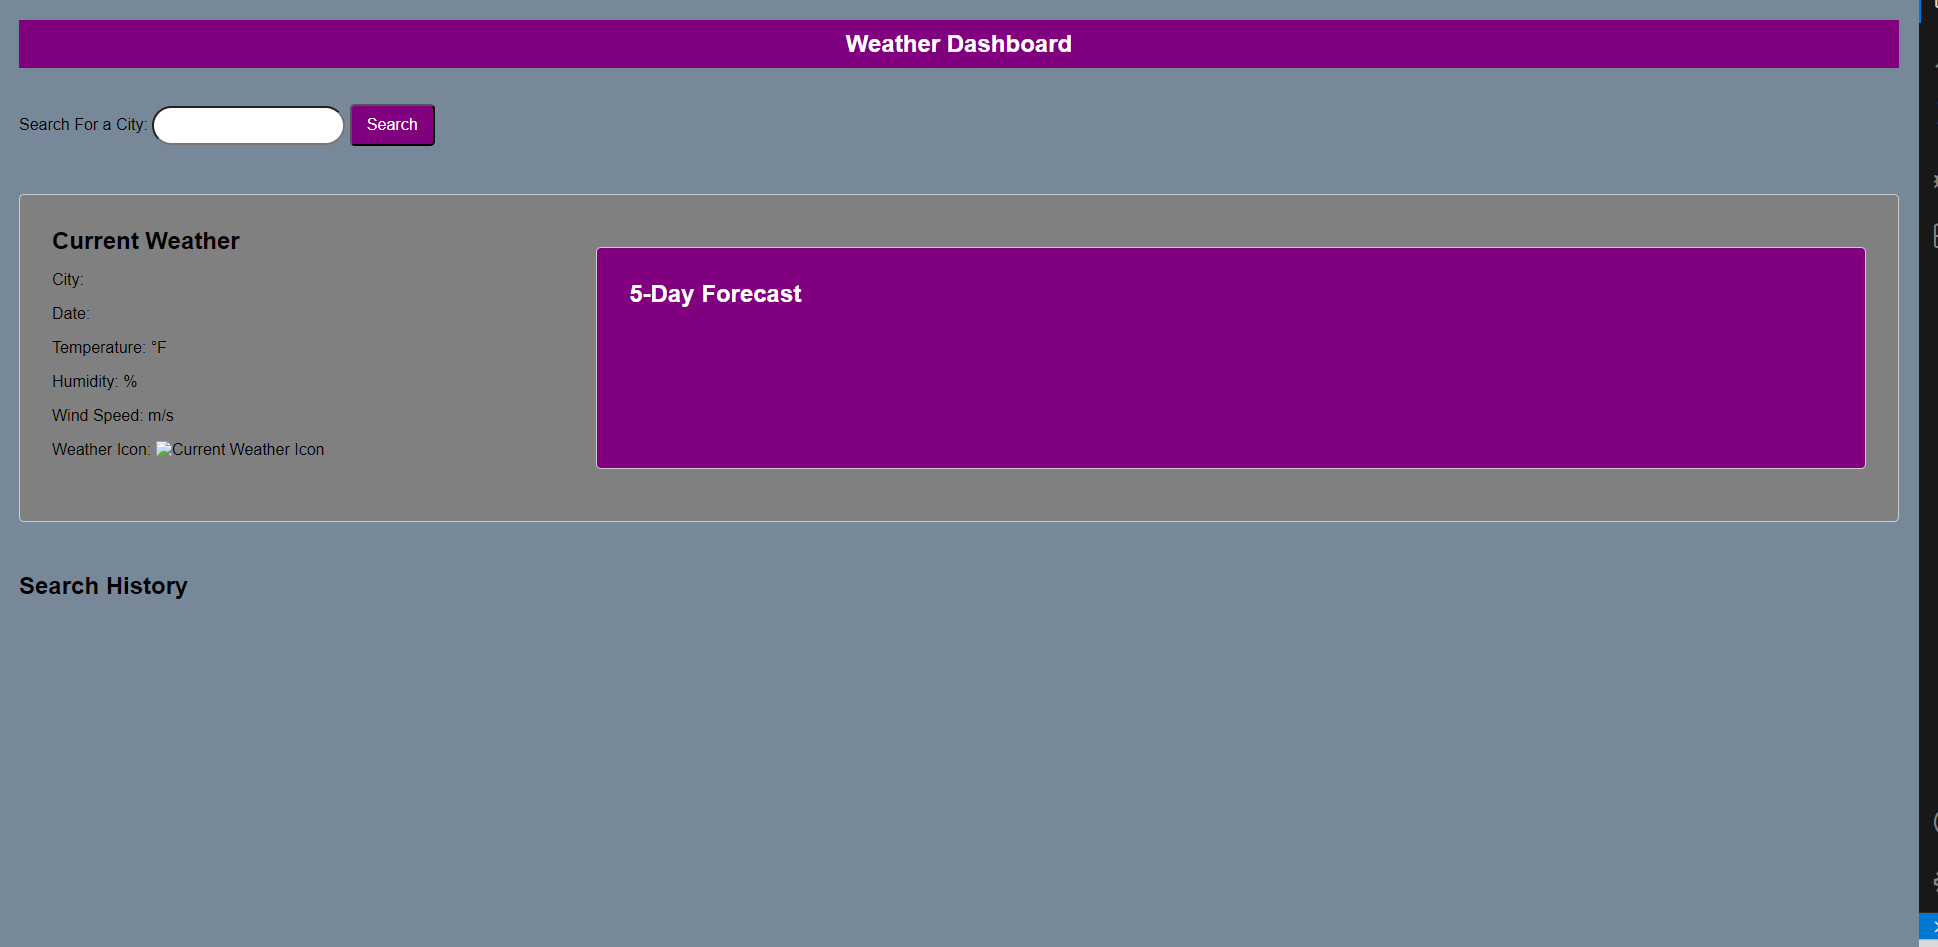 Weather Dashboard
Search For a City:
Search
Current Weather
City:
Date:
Temperature: °F
Humidity: %
Wind Speed: m/s
Weather Icon: Current Weather Icon
5-Day Forecast
Search History